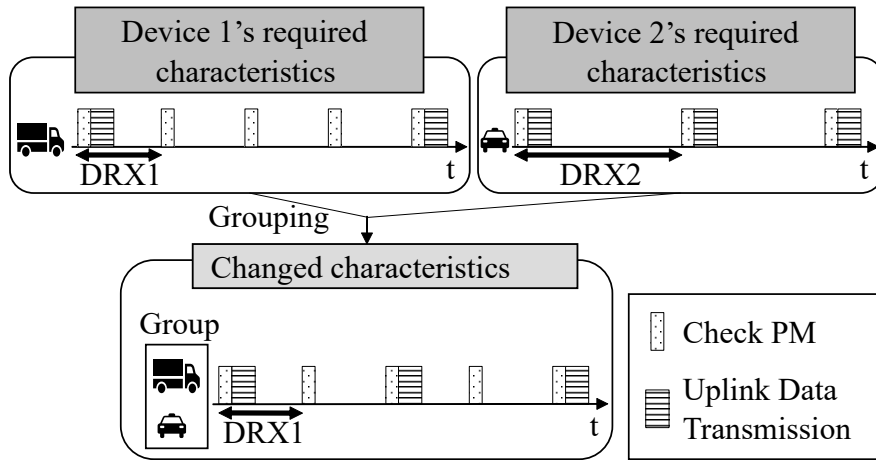 Device 1's required
characteristics
Device 2's required
characteristics
DRX1
t
DRX2
t
Grouping
Changed characteristics
Group
DRX1
t
Check PM
Uplink Data
Transmission